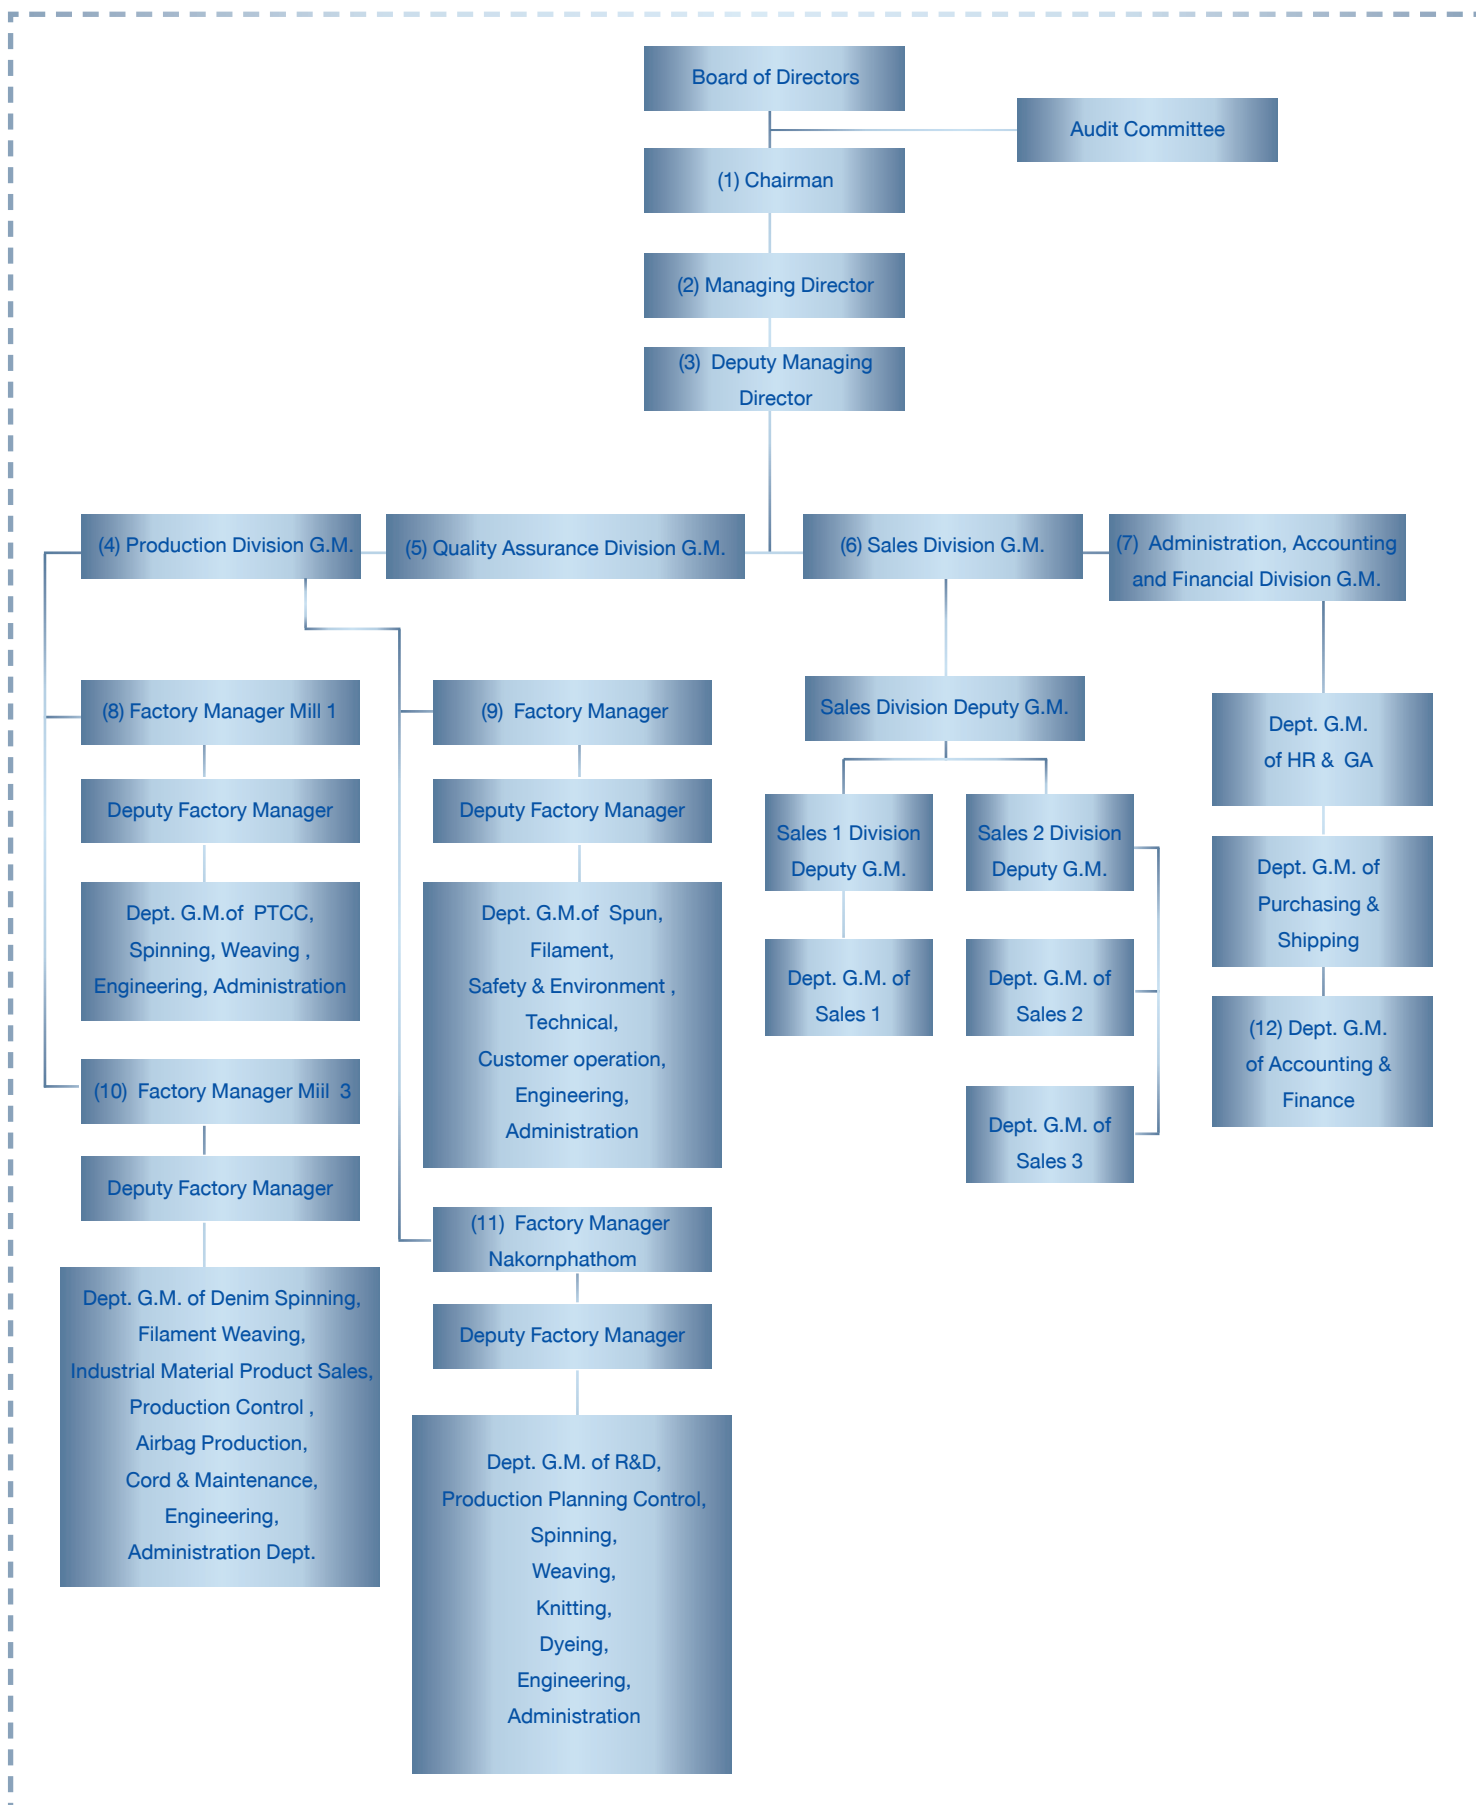 Board of Directors
Audit Committee
(1) Chairman
(2) Managing Director
(3) Deputy Managing
Director
(4) Production Division G.M.
(5) Quality Assurance Division G.M.
(6) Sales Division G.M.
(7) Administration, Accounting
and Financial Division G.M.
(8) Factory Manager Mill 1
Deputy Factory Manager
Dept. G.M.of PTCC,
Spinning, Weaving ,
Engineering, Administration
(10) Factory Manager Miil 3
Deputy Factory Manager
Dept. G.M. of Denim Spinning,
Filament Weaving,
Industrial Material Product Sales,
Production Control ,
Airbag Production,
Cord & Maintenance,
Engineering,
Administration Dept.
(9) Factory Manager
Deputy Factory Manager
Dept. G.M.of Spun,
Filament,
Safety & Environment ,
Technical,
Customer operation,
Engineering,
Administration
(11) Factory Manager
Nakornphathom
Deputy Factory Manager
Dept. G.M. of R&D,
Production Planning Control,
Spinning,
Weaving,
Knitting,
Dyeing,
Engineering,
Administration
Sales Division Deputy G.M.
Sales 1 Division
Deputy G.M.
Dept. G.M. of
Sales 1
Sales 2 Division
Deputy G.M.
Dept. G.M. of
Sales 2
Dept. G.M. of
Sales 3
Dept. G.M.
of HR & GA
Dept. G.M. of
Purchasing &
Shipping
(12) Dept. G.M.
of Accounting &
Finance